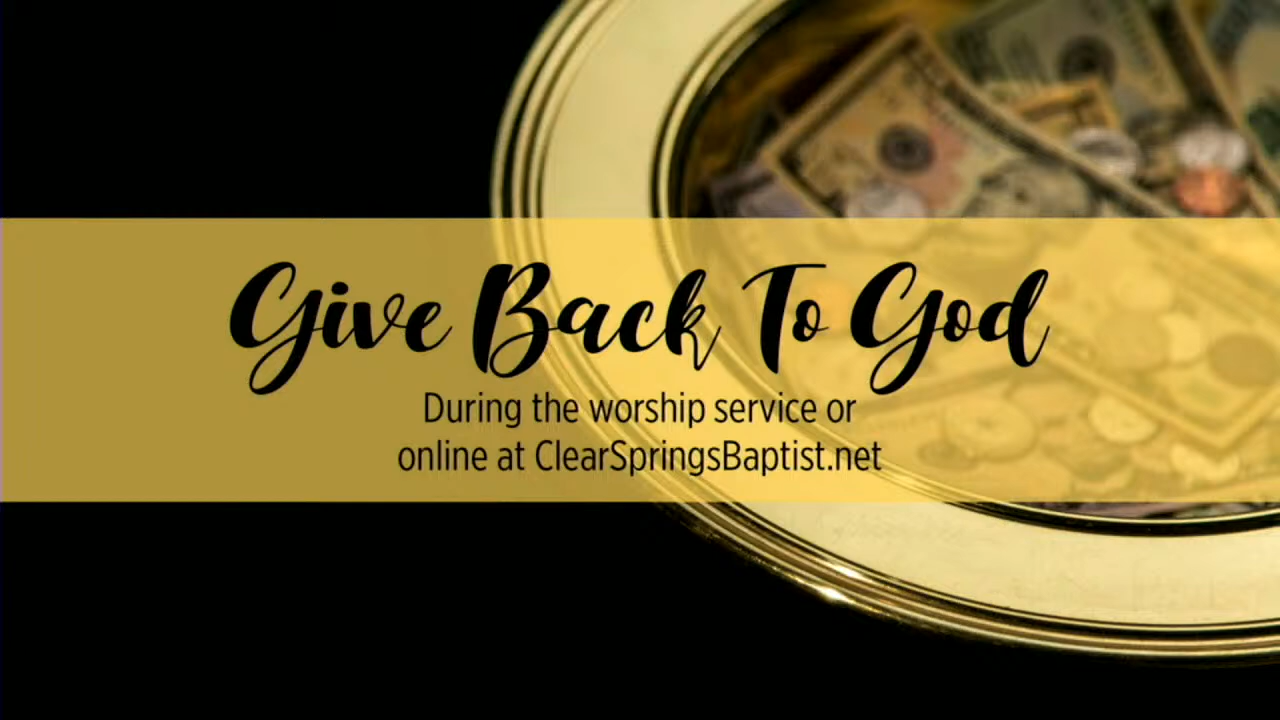 Give Back To God
During the worship service or
online at ClearSpringsBaptist.net